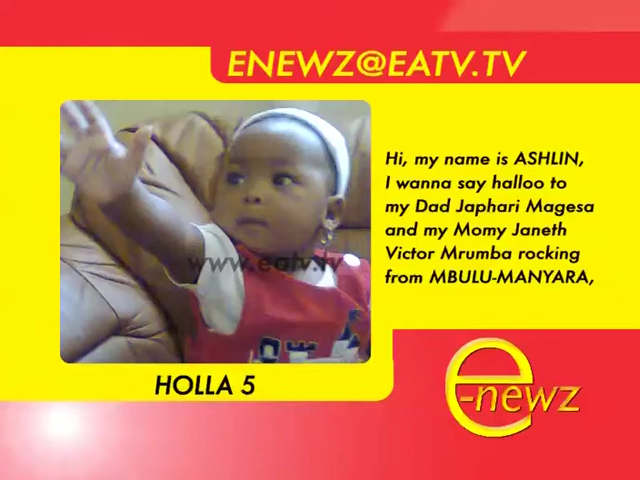 ENEWZ@EATV.TV
Hi, my name is ASHLIN,
I wanna say halloo to
my Dad Japhari Magesa
and my Momy Janeth
Victor Mrumba rocking
from MBULU-MANYARA,
www.eatv.tv
HOLLA 5
e-newz